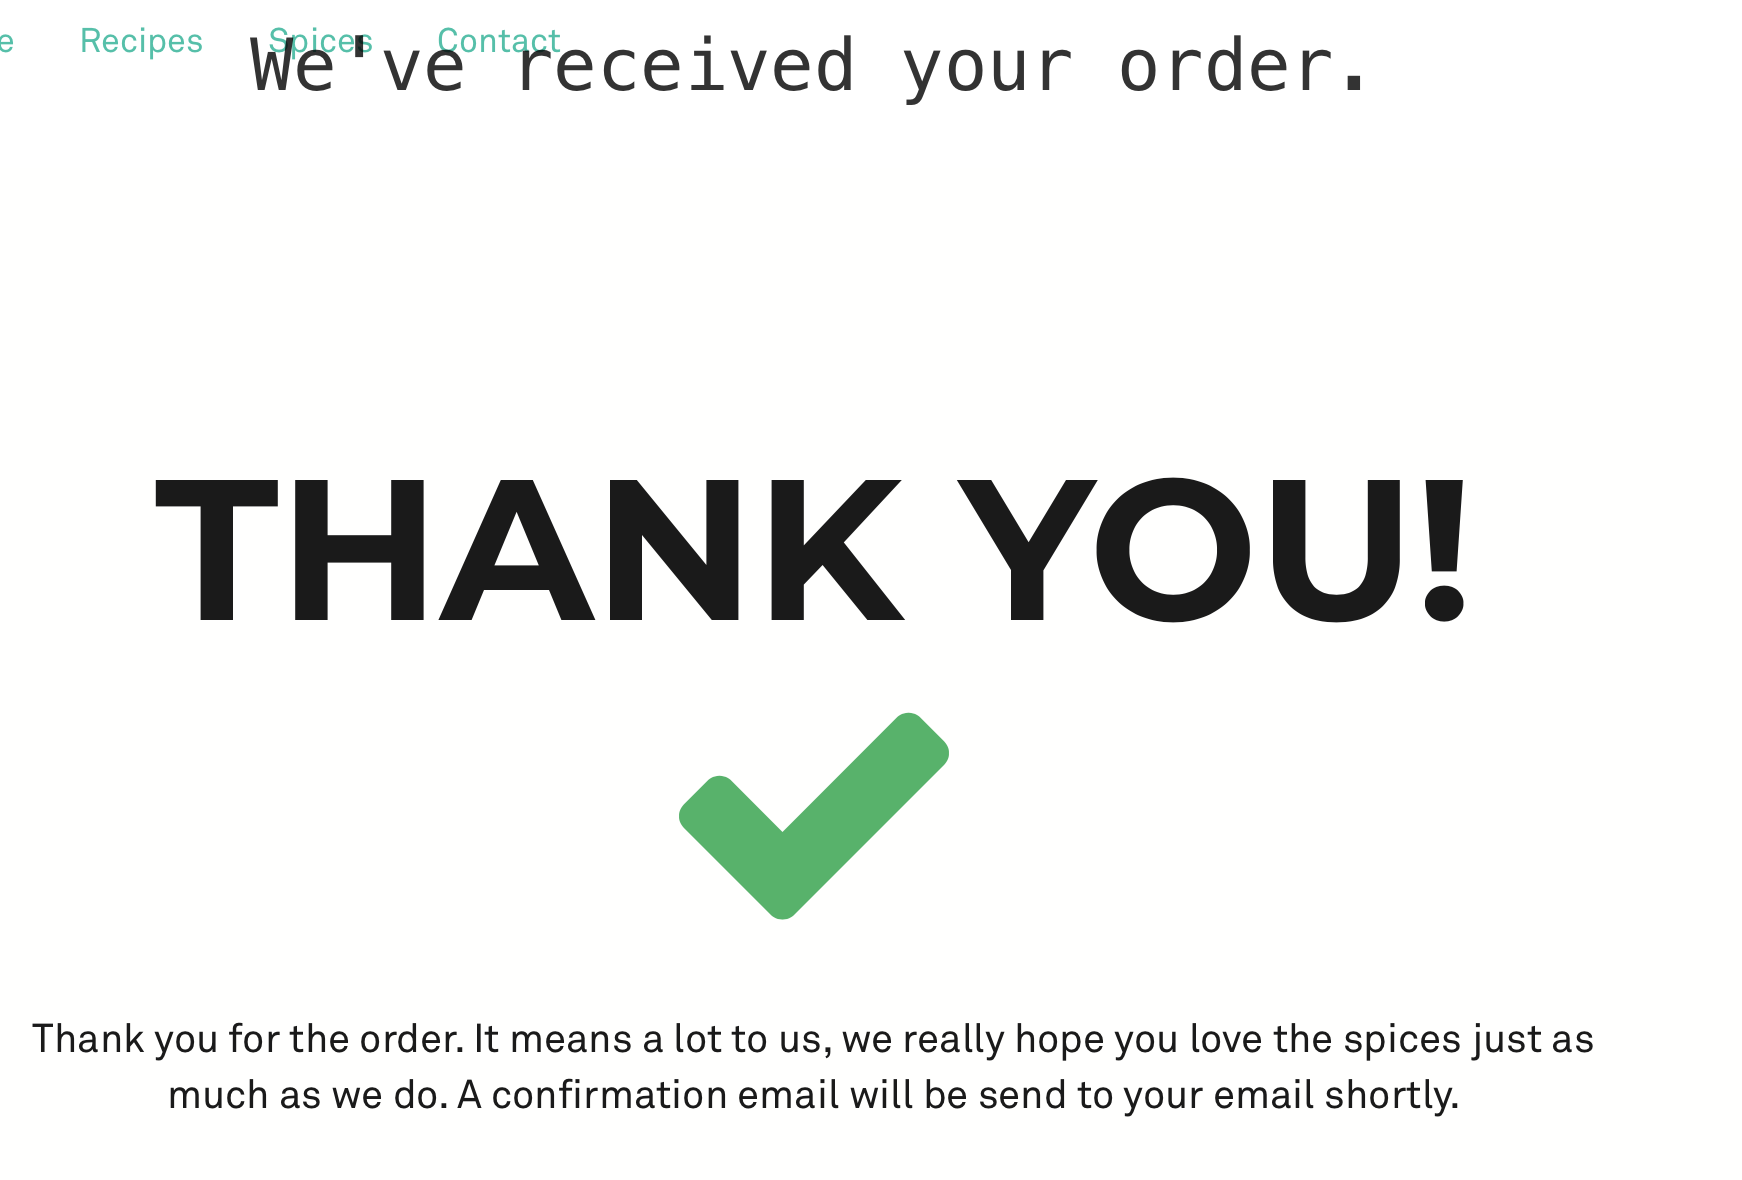 e Recipes Spices Contact
We've received your order.
THANK YOU!
Thank you for the order. It means a lot to us, we really hope you love the spices just as
much as we do. A confirmation email will be send to your email shortly.